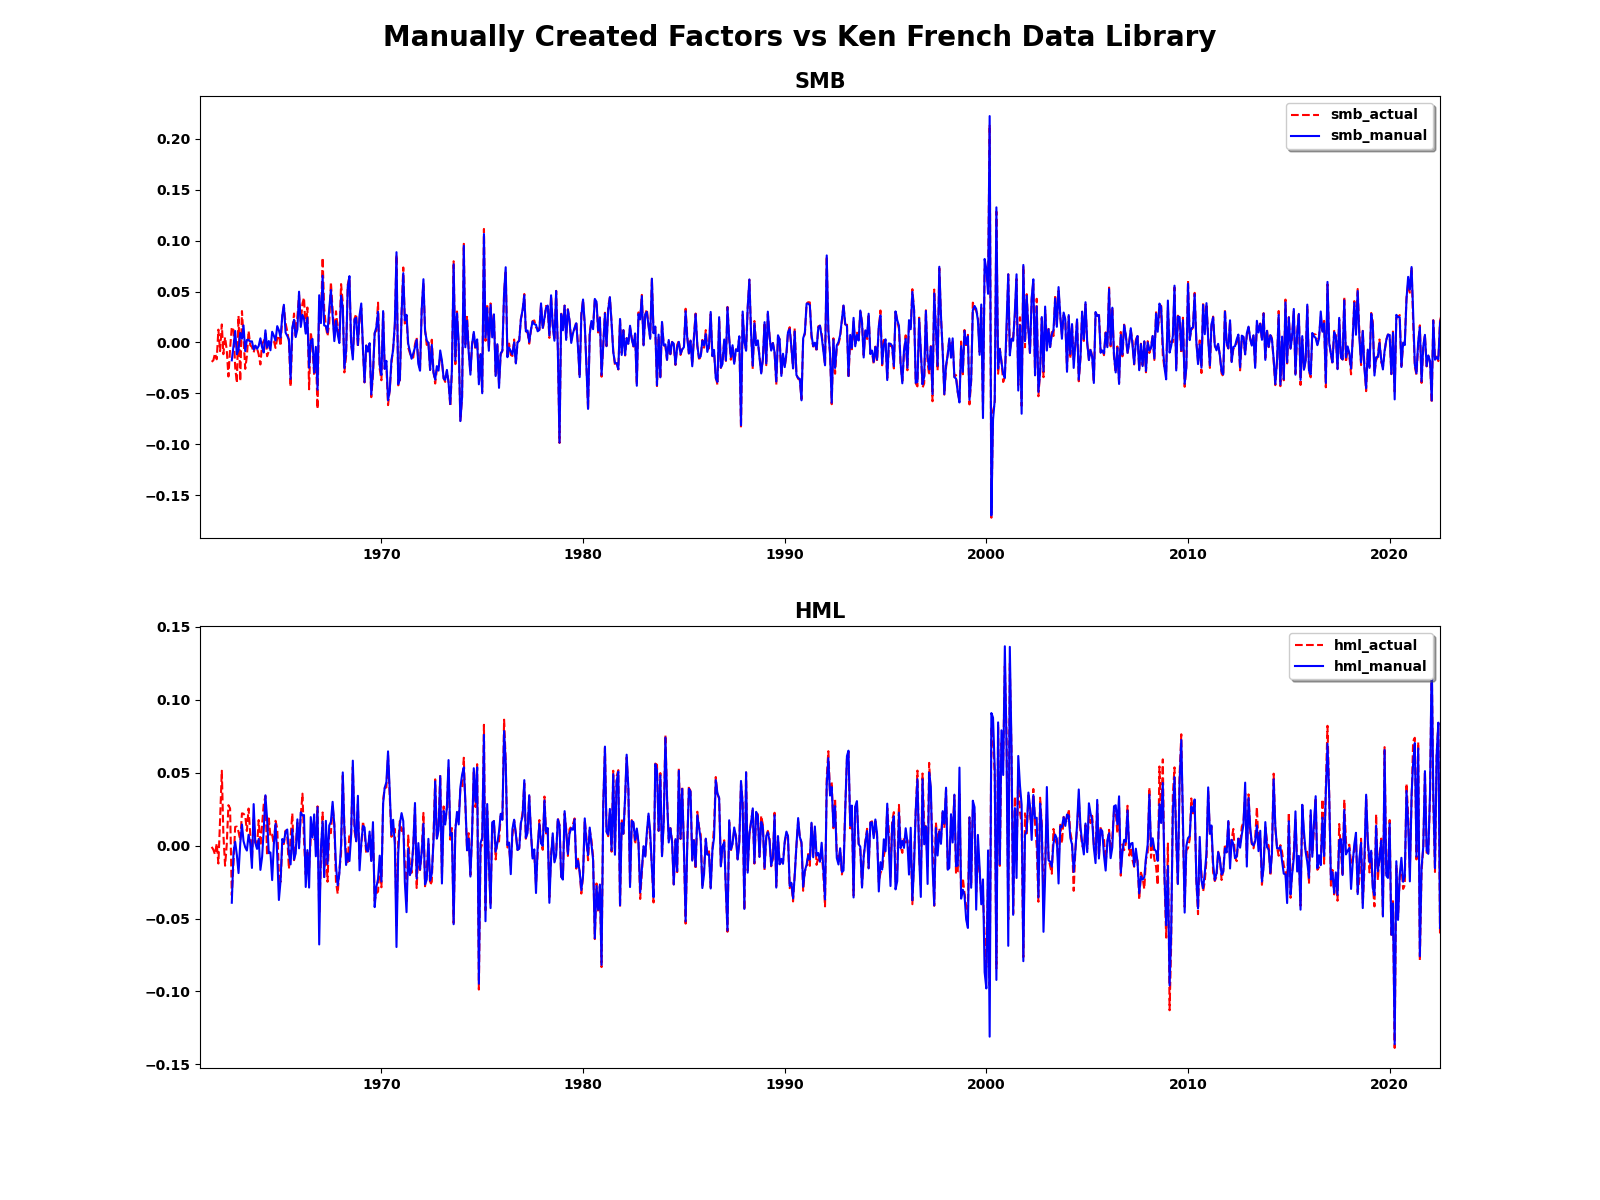 Manually Created Factors vs Ken French Data Library
SMB
smb_actual
smb_manual
0.20
0.15
0.10
0.05
0.00
−0.05
−0.10
−0.15
1970 1980 1990 2000 2010 2020
HML
hml_actual
hml_manual
0.15
0.10
0.05
0.00
−0.05
−0.10
−0.15
1970 1980 1990 2000 2010 2020